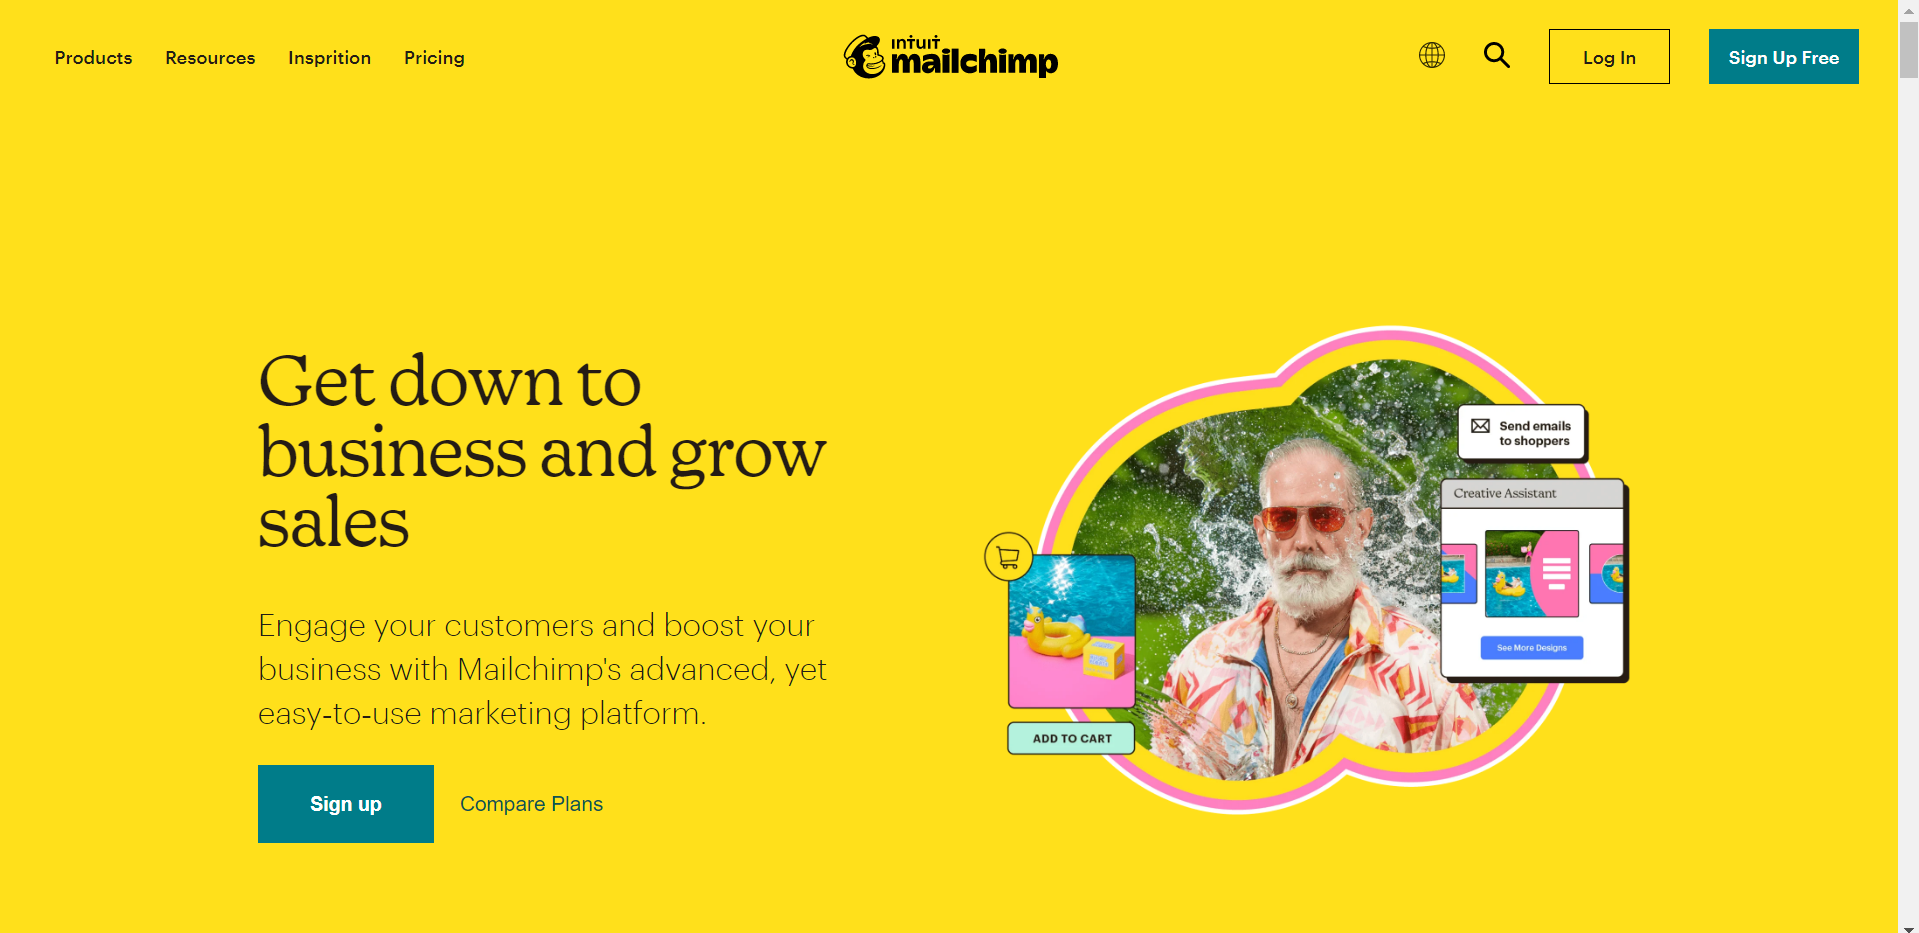 Products
Resources
Insprition
Pricing
INTUIT
mailchimp
Log In
Sign Up Free
Get down to
business and grow
sales
Engage your customers and boost your
business with Mailchimp's advanced, yet
easy-to-use marketing platform.
Sign up
Compare Plans
Send emails
to shoppers
Creative Assistant
See More Designs
ADD TO CART